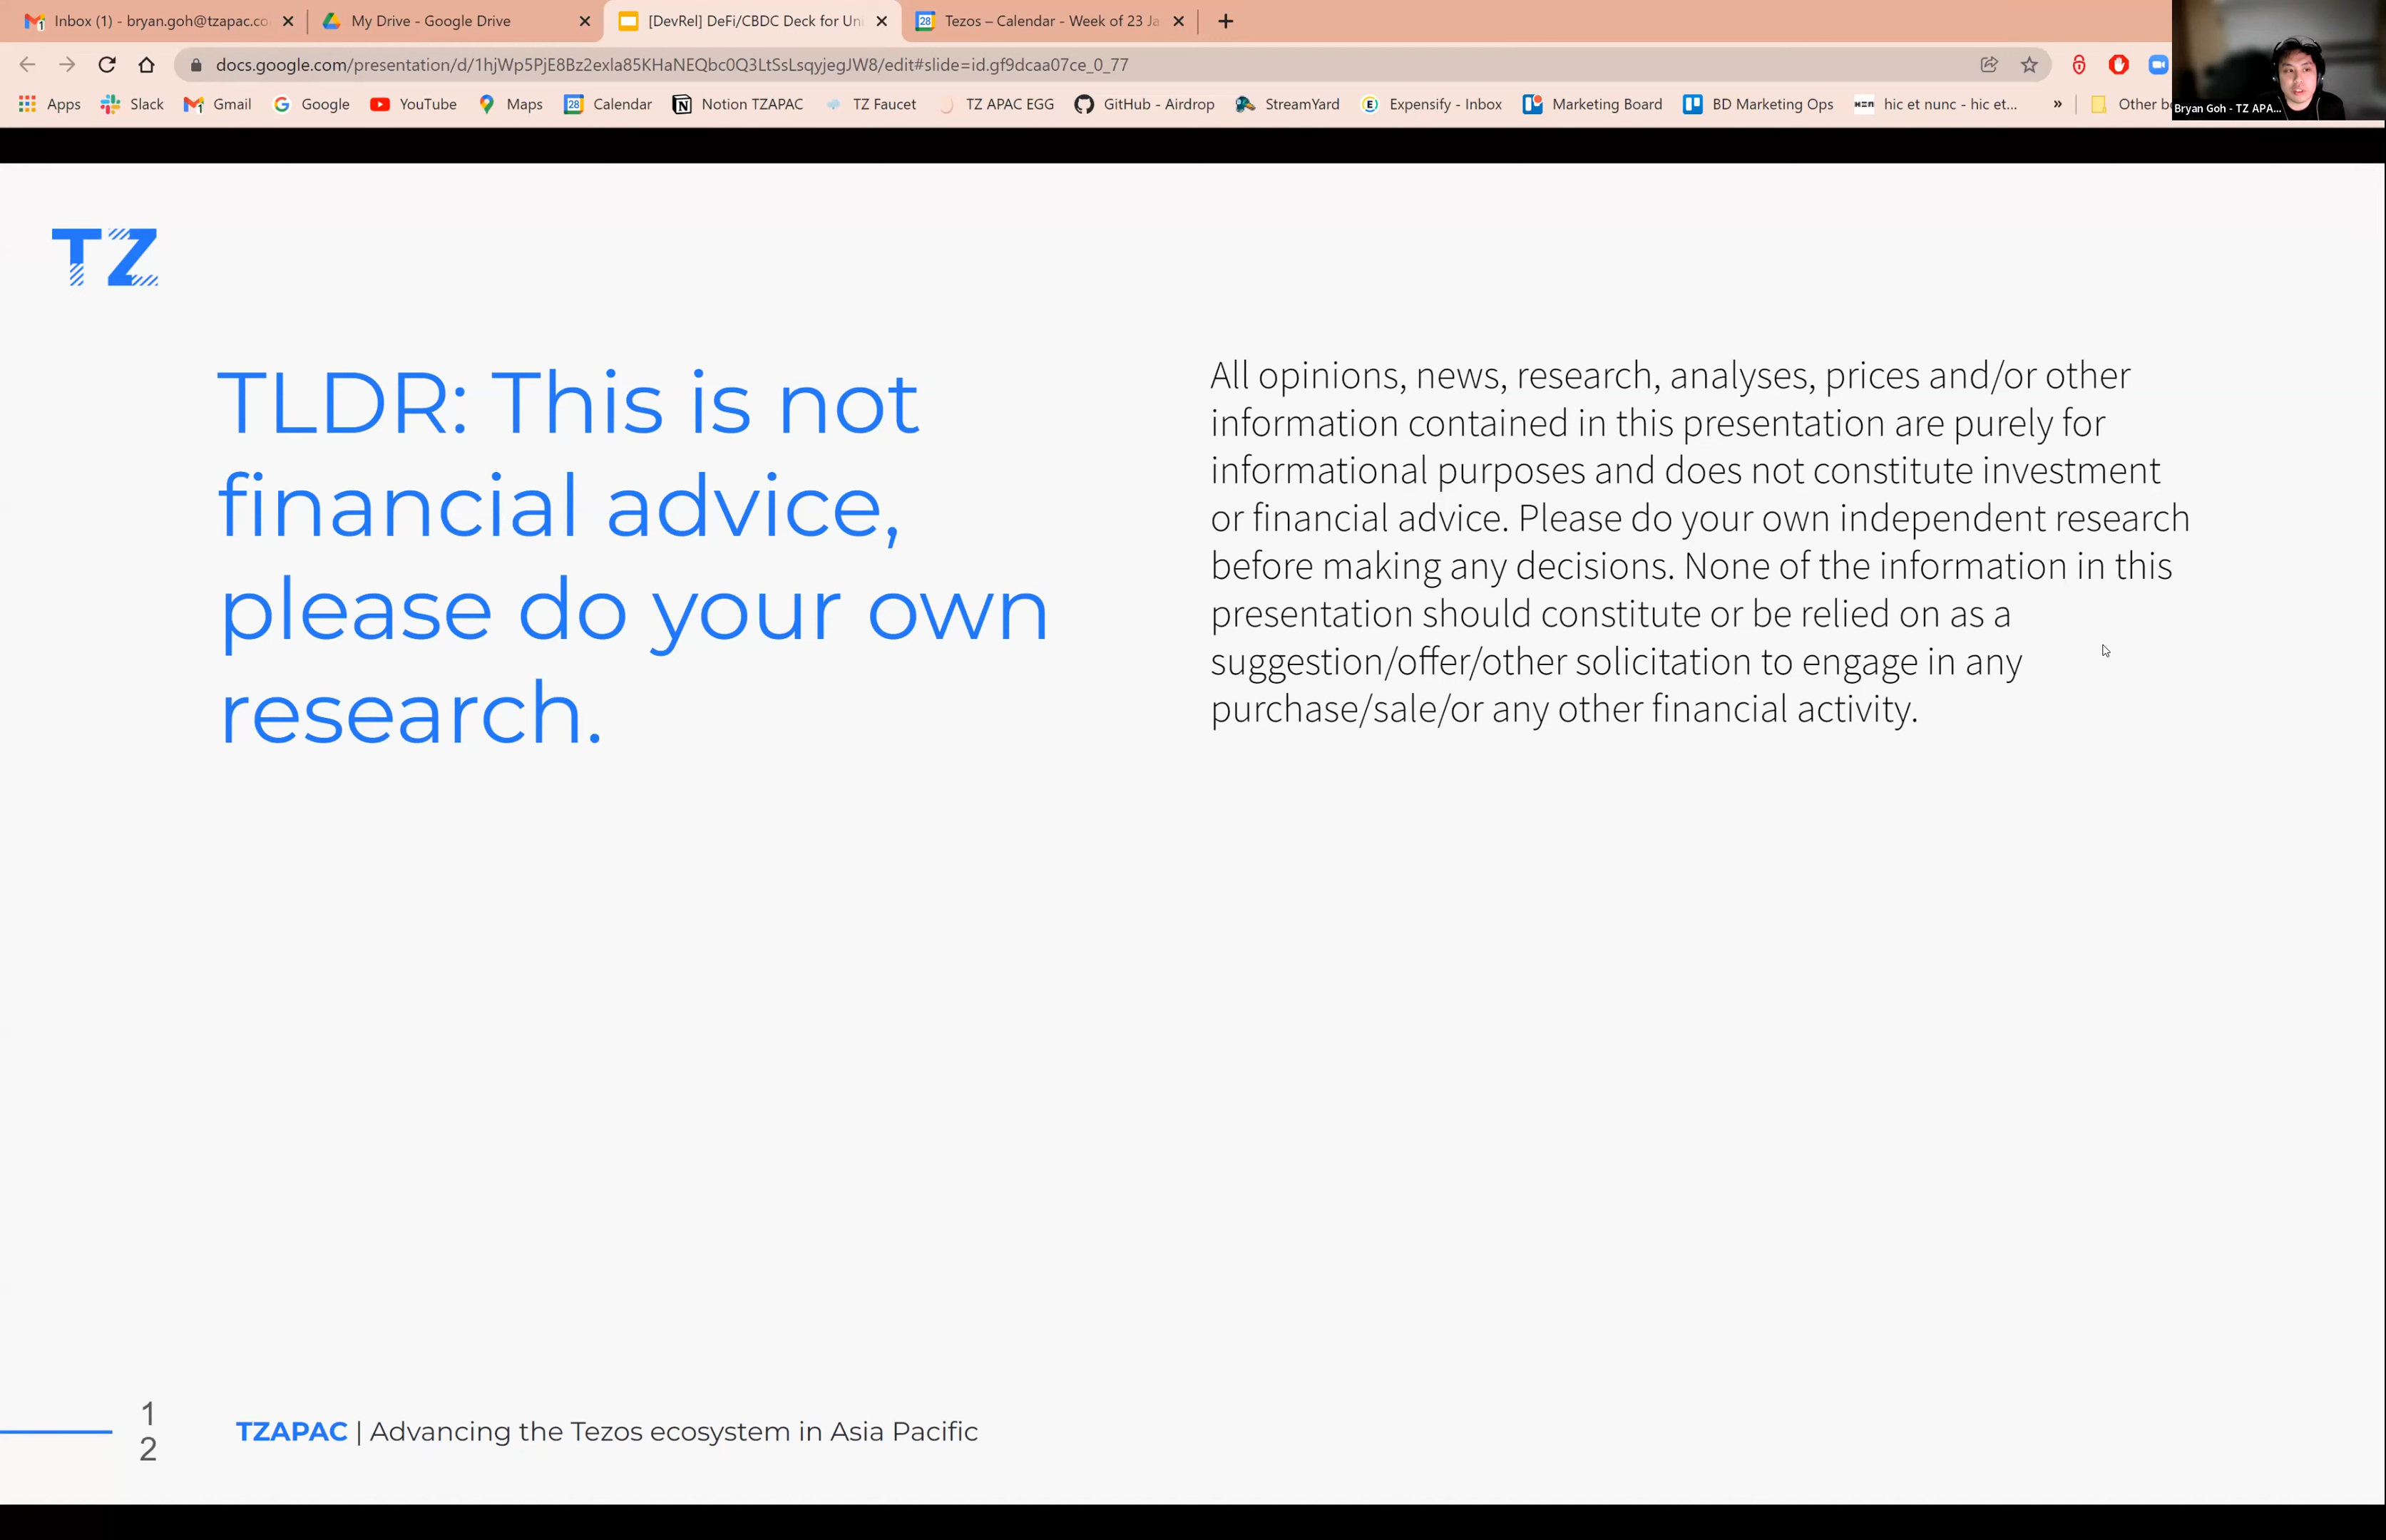 Inbox (1) - bryan.goh@tzapac.co
My Drive - Google Drive
[DevRel] DeFi/CBDC Deck for Uni
Tezos – Calendar - Week of 23 Ja
docs.google.com/presentation/d/1hjWp5PjE8Bz2exla85KHaNEQbc0Q3LtSsLsqyjegJW8/edit#slide=id.gf9dcaa07ce_0_77
Apps Slack Gmail Google YouTube Maps Calendar Notion TZAPAC TZ Faucet TZ APAC EGG GitHub - Airdrop StreamYard Expensify - Inbox Marketing Board BD Marketing Ops hic et nunc - hic et... » Other b
Bryan Goh - TZ APA...
TZ
TLDR: This is not
financial advice,
please do your own
research.
All opinions, news, research, analyses, prices and/or other
information contained in this presentation are purely for
informational purposes and does not constitute investment
or financial advice. Please do your own independent research
before making any decisions. None of the information in this
presentation should constitute or be relied on as a
suggestion/offer/other solicitation to engage in any
purchase/sale/or any other financial activity.
1
2
TZAPAC | Advancing the Tezos ecosystem in Asia Pacific